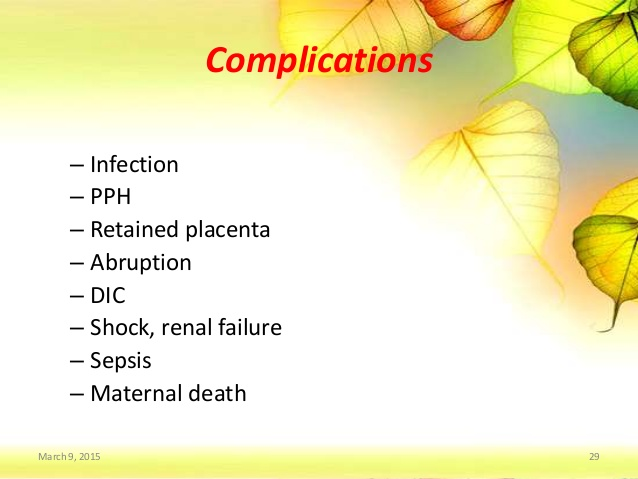 Complications
– Infection
– PPH
– Retained placenta
– Abruption
– DIC
– Shock, renal failure
– Sepsis
– Maternal death
March 9, 2015
29